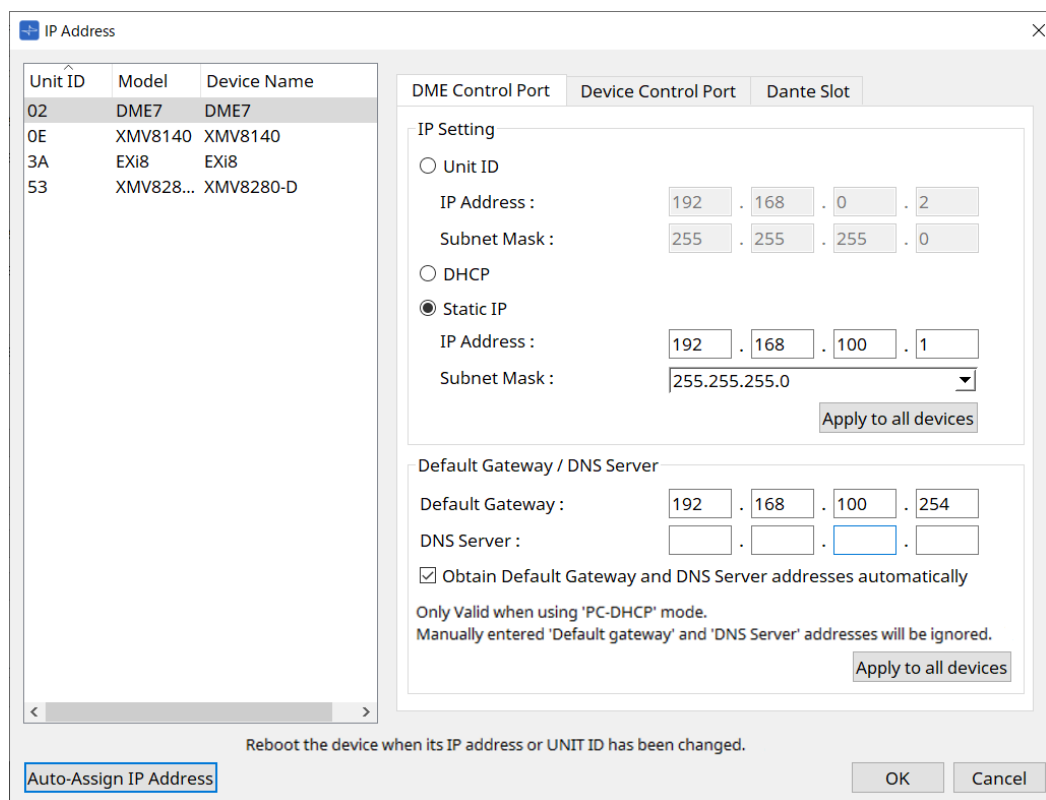 IP Address
Unit ID Model Device Name
02 DME7 DME7
0E XMV8140 XMV8140
3A EXi8 EXi8
53 XMV828... XMV8280-D
DME Control Port Device Control Port Dante Slot
IP Setting
Unit ID
IP Address : 192 . 168 . 0 . 2
Subnet Mask : 255 . 255 . 255 . 0
DHCP
Static IP
IP Address : 192 . 168 . 100 . 1
Subnet Mask : 255.255.255.0
Apply to all devices
Default Gateway / DNS Server
Default Gateway : 192 . 168 . 100 . 254
DNS Server : . . .
Obtain Default Gateway and DNS Server addresses automatically
Only Valid when using 'PC-DHCP' mode.
Manually entered 'Default gateway' and 'DNS Server' addresses will be ignored.
Apply to all devices
Reboot the device when its IP address or UNIT ID has been changed.
Auto-Assign IP Address OK Cancel